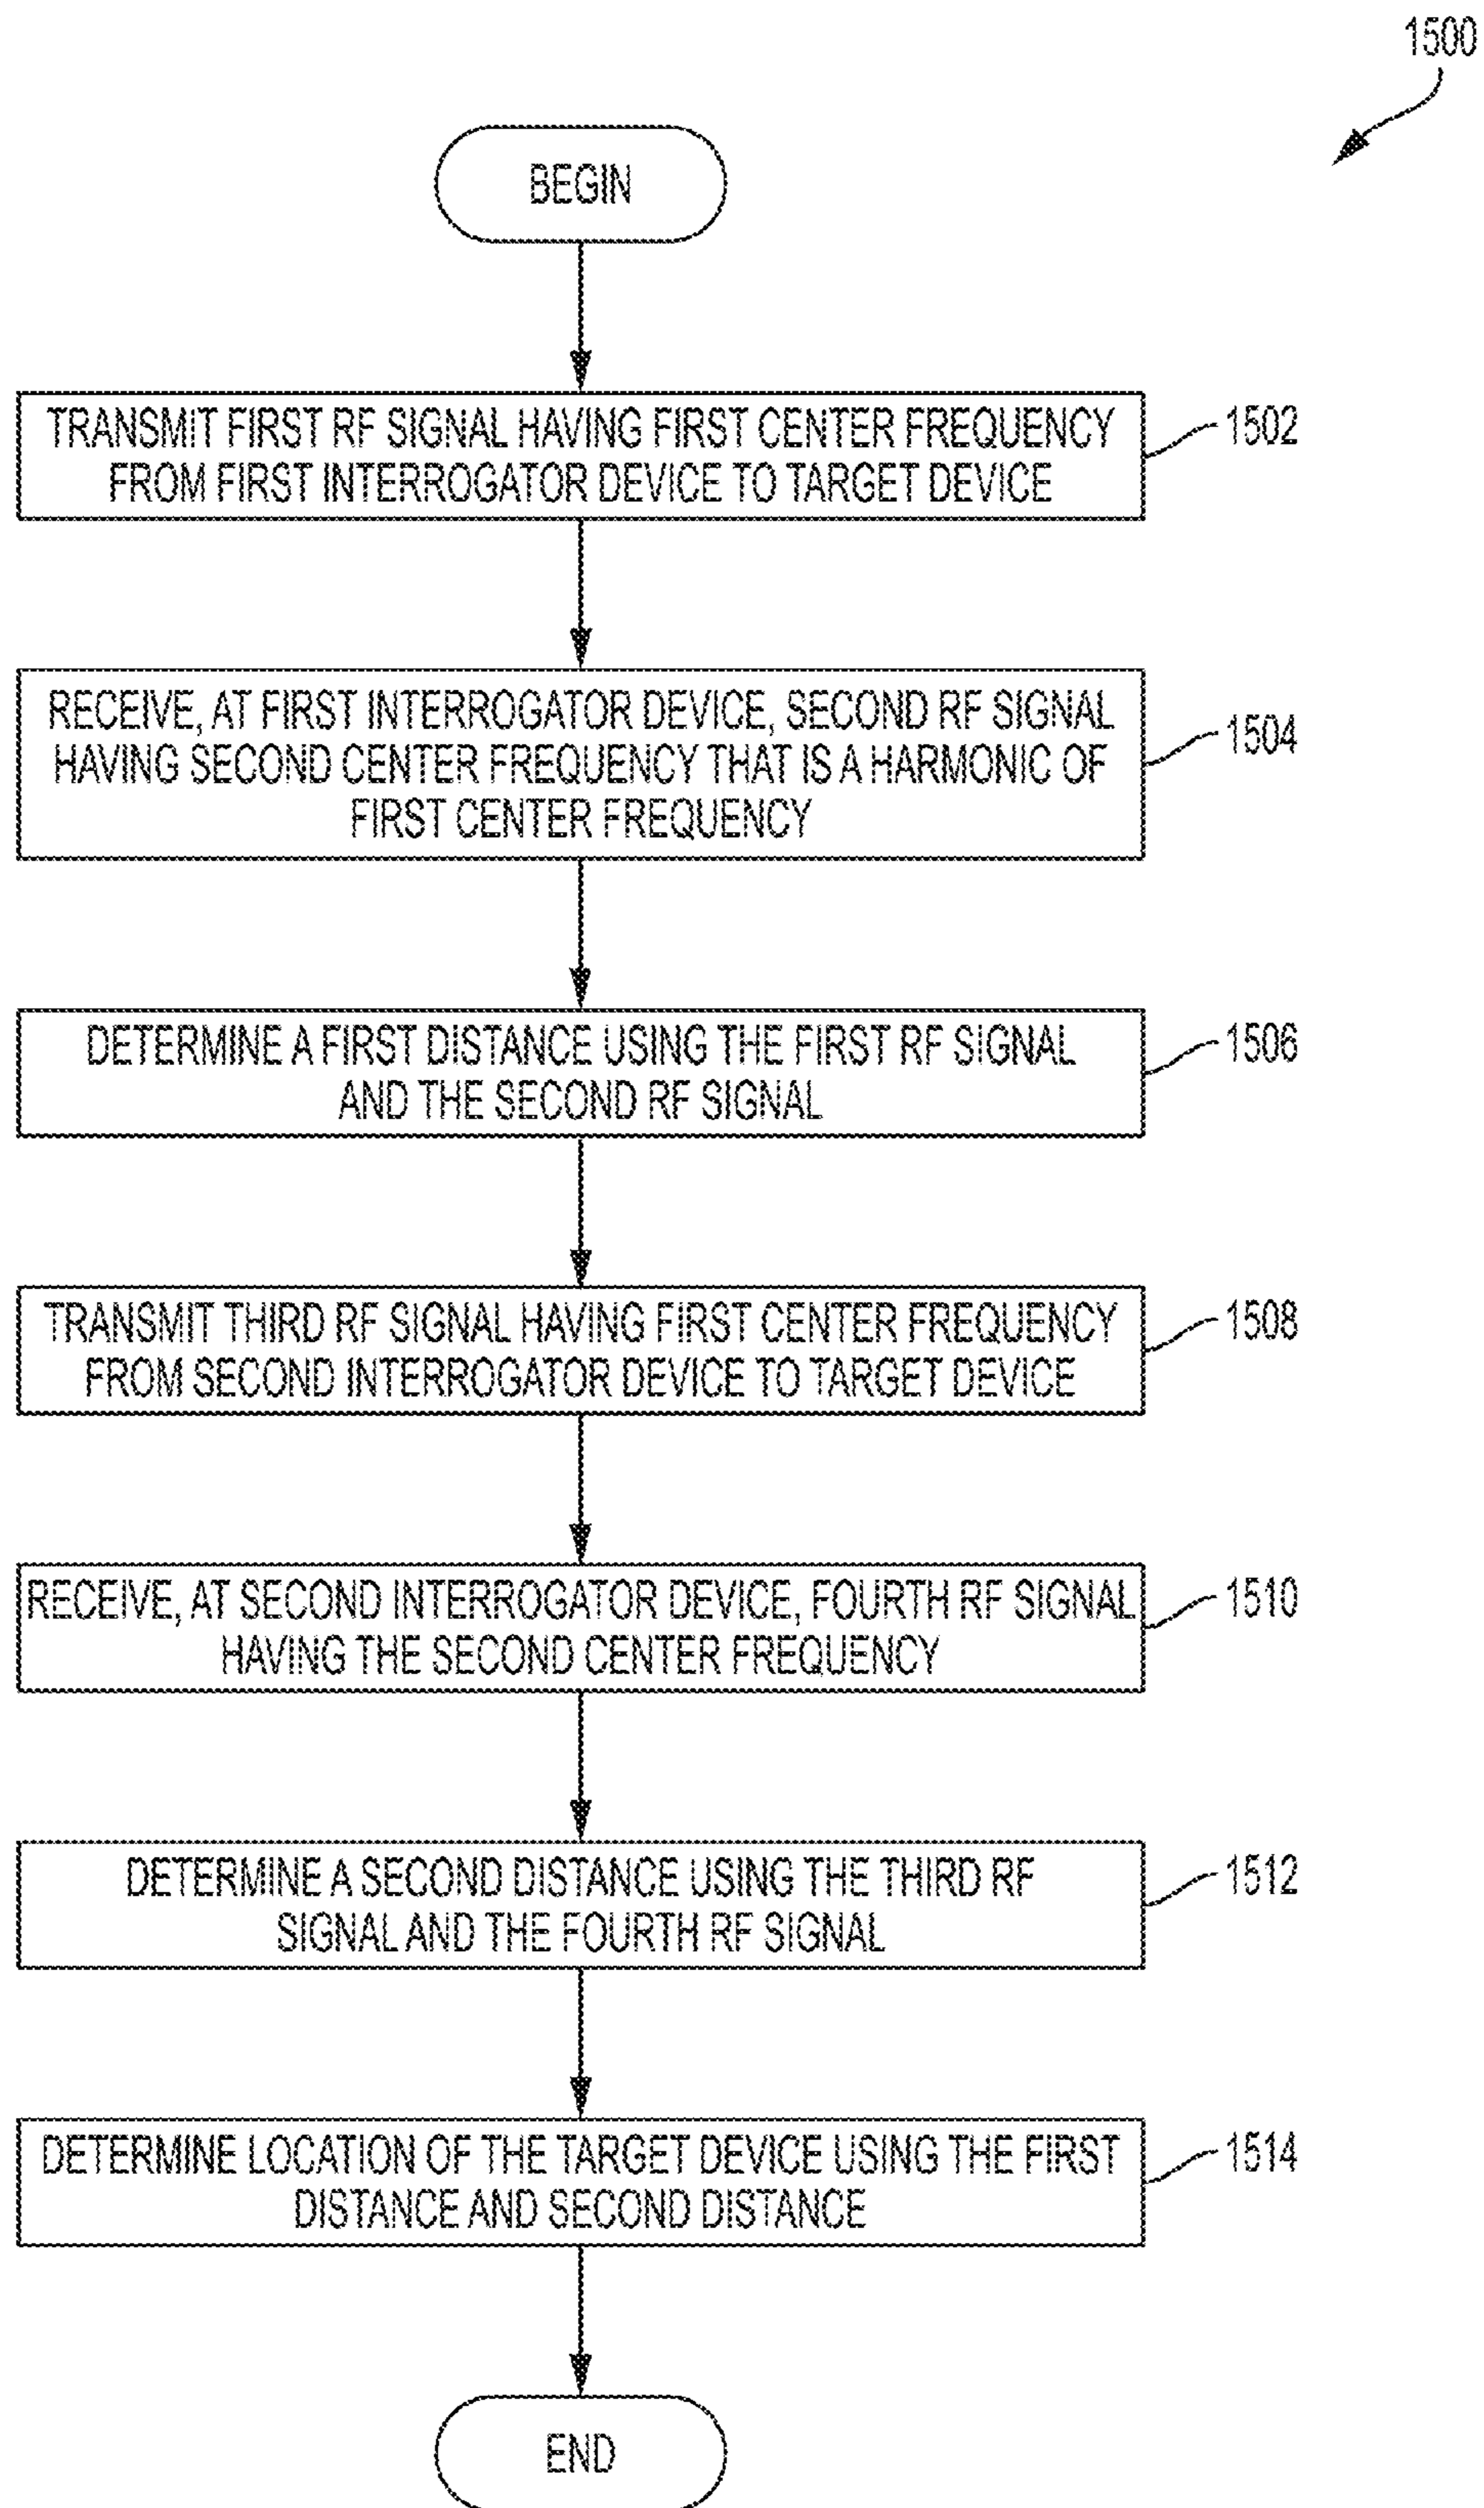 1500
BEGIN
TRANSMIT FIRST RF SIGNAL HAVING FIRST CENTER FREQUENCY
FROM FIRST INTERROGATOR DEVICE TO TARGET DEVICE
1502
RECEIVE, AT FIRST INTERROGATOR DEVICE, SECOND RF SIGNAL
HAVING SECOND CENTER FREQUENCY THAT IS A HARMONIC OF
FIRST CENTER FREQUENCY
1504
DETERMINE A FIRST DISTANCE USING THE FIRST RF SIGNAL
AND THE SECOND RF SIGNAL
1506
TRANSMIT THIRD RF SIGNAL HAVING FIRST CENTER FREQUENCY
FROM SECOND INTERROGATOR DEVICE TO TARGET DEVICE
1508
RECEIVE, AT SECOND INTERROGATOR DEVICE, FOURTH RF SIGNAL
HAVING THE SECOND CENTER FREQUENCY
1510
DETERMINE A SECOND DISTANCE USING THE THIRD RF
SIGNAL AND THE FOURTH RF SIGNAL
1512
DETERMINE LOCATION OF THE TARGET DEVICE USING THE FIRST
DISTANCE AND SECOND DISTANCE
1514
END